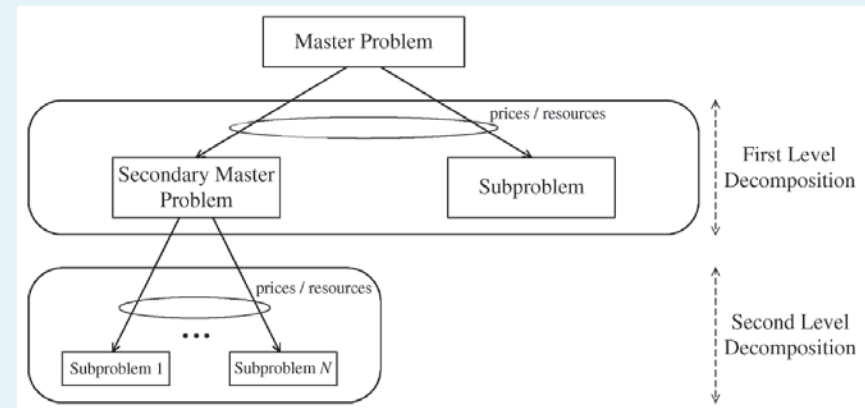 Master Problem
prices / resources
Secondary Master
Problem
Subproblem
First Level
Decomposition
prices / resources
...
Subproblem 1
Subproblem N
Second Level
Decomposition